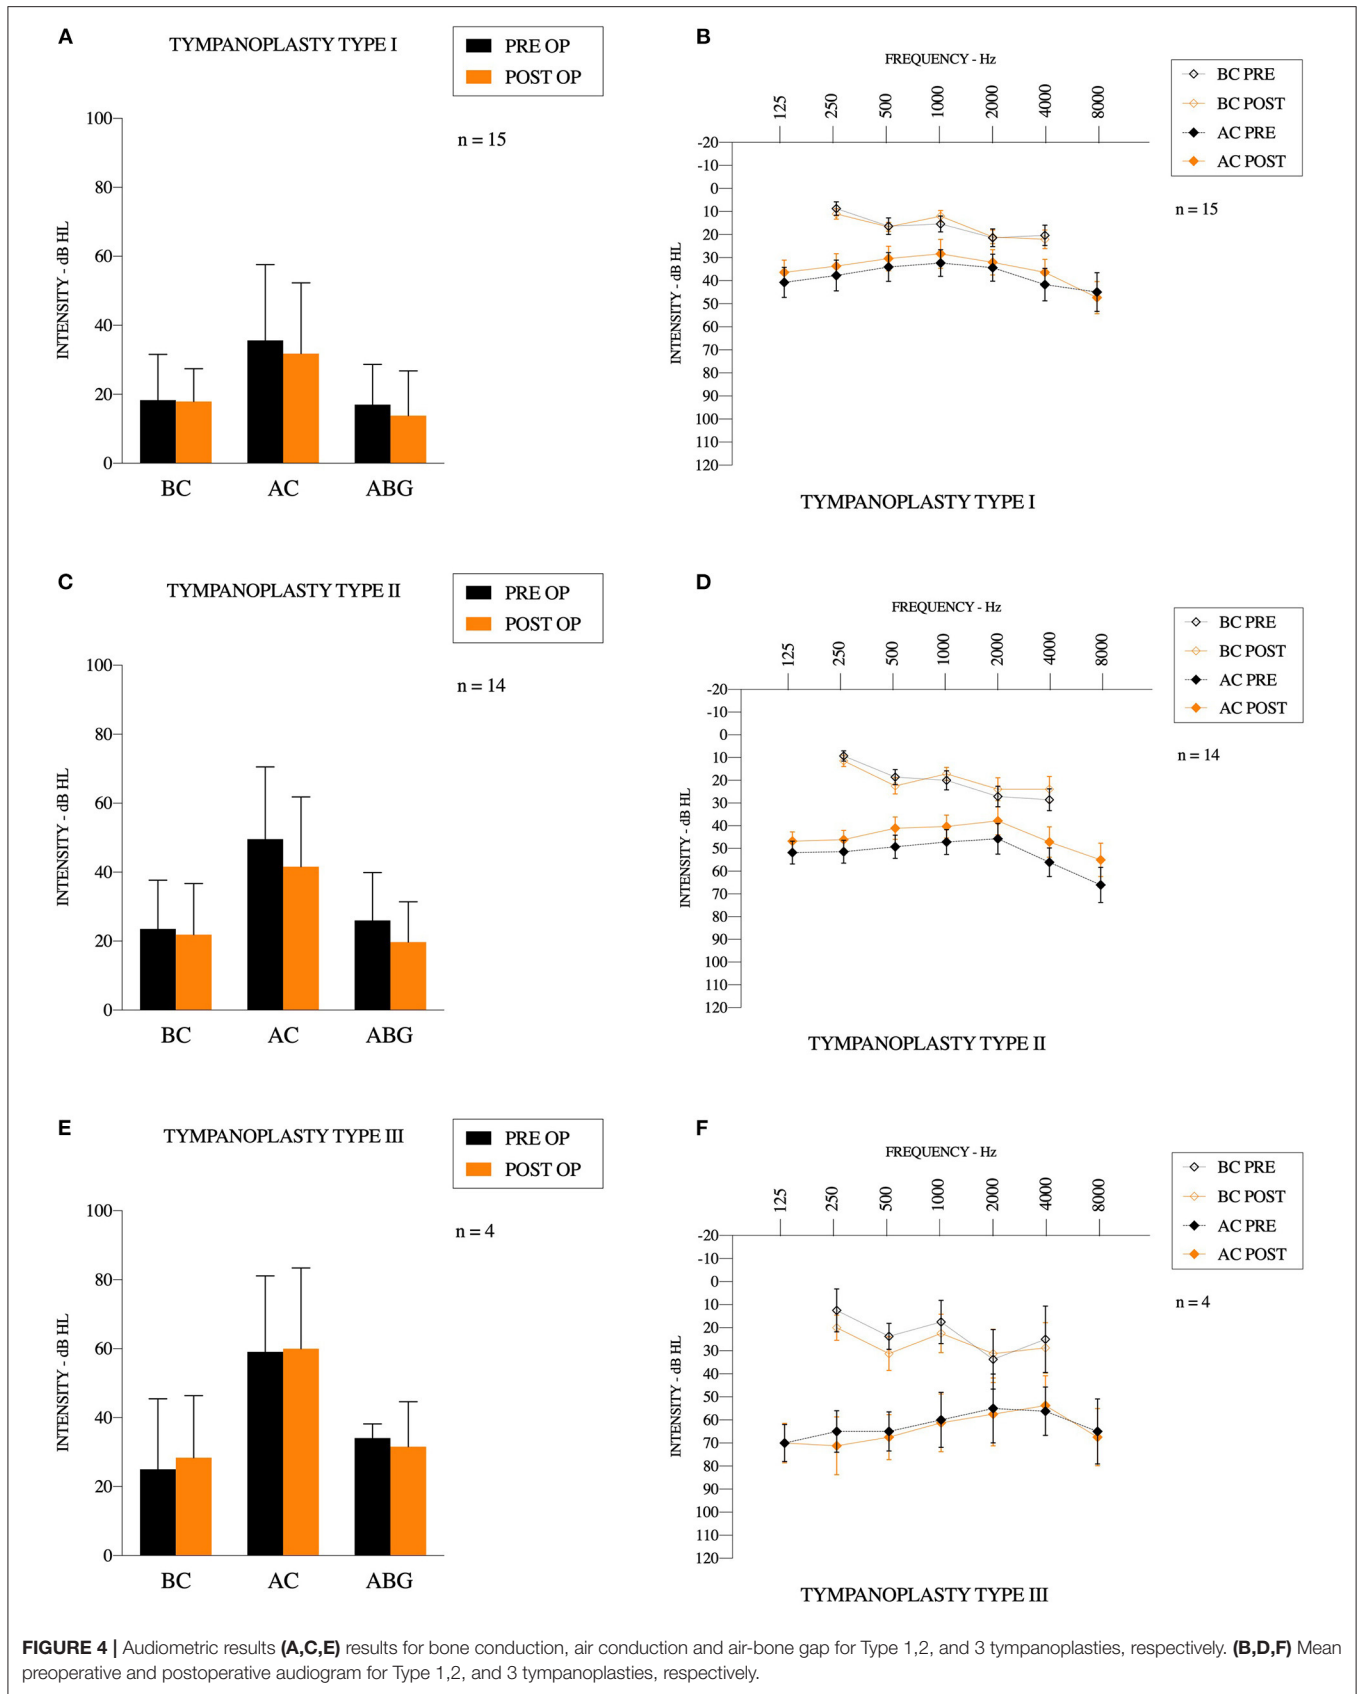 A
TYMPANOPLASTY TYPE I
PRE OP
POST OP
n = 15
INTENSITY - dB HL
100
80
60
40
20
0
BC AC ABG
B
FREQUENCY - Hz
125 250 500 1000 2000 4000 8000
BC PRE
BC POST
AC PRE
AC POST
n = 15
INTENSITY - dB HL
-20
-10
0
10
20
30
40
50
60
70
80
90
100
110
120
TYMPANOPLASTY TYPE I
C
TYMPANOPLASTY TYPE II
PRE OP
POST OP
n = 14
INTENSITY - dB HL
100
80
60
40
20
0
BC AC ABG
D
FREQUENCY - Hz
125 250 500 1000 2000 4000 8000
BC PRE
BC POST
AC PRE
AC POST
n = 14
INTENSITY - dB HL
-20
-10
0
10
20
30
40
50
60
70
80
90
100
110
120
TYMPANOPLASTY TYPE II
E
TYMPANOPLASTY TYPE III
PRE OP
POST OP
n = 4
INTENSITY - dB HL
100
80
60
40
20
0
BC AC ABG
F
FREQUENCY - Hz
125 250 500 1000 2000 4000 8000
BC PRE
BC POST
AC PRE
AC POST
n = 4
INTENSITY - dB HL
-20
-10
0
10
20
30
40
50
60
70
80
90
100
110
120
TYMPANOPLASTY TYPE III
FIGURE 4 | Audiometric results (A,C,E) results for bone conduction, air conduction and air-bone gap for Type 1,2, and 3 tympanoplasties, respectively. (B,D,F) Mean
preoperative and postoperative audiogram for Type 1,2, and 3 tympanoplasties, respectively.